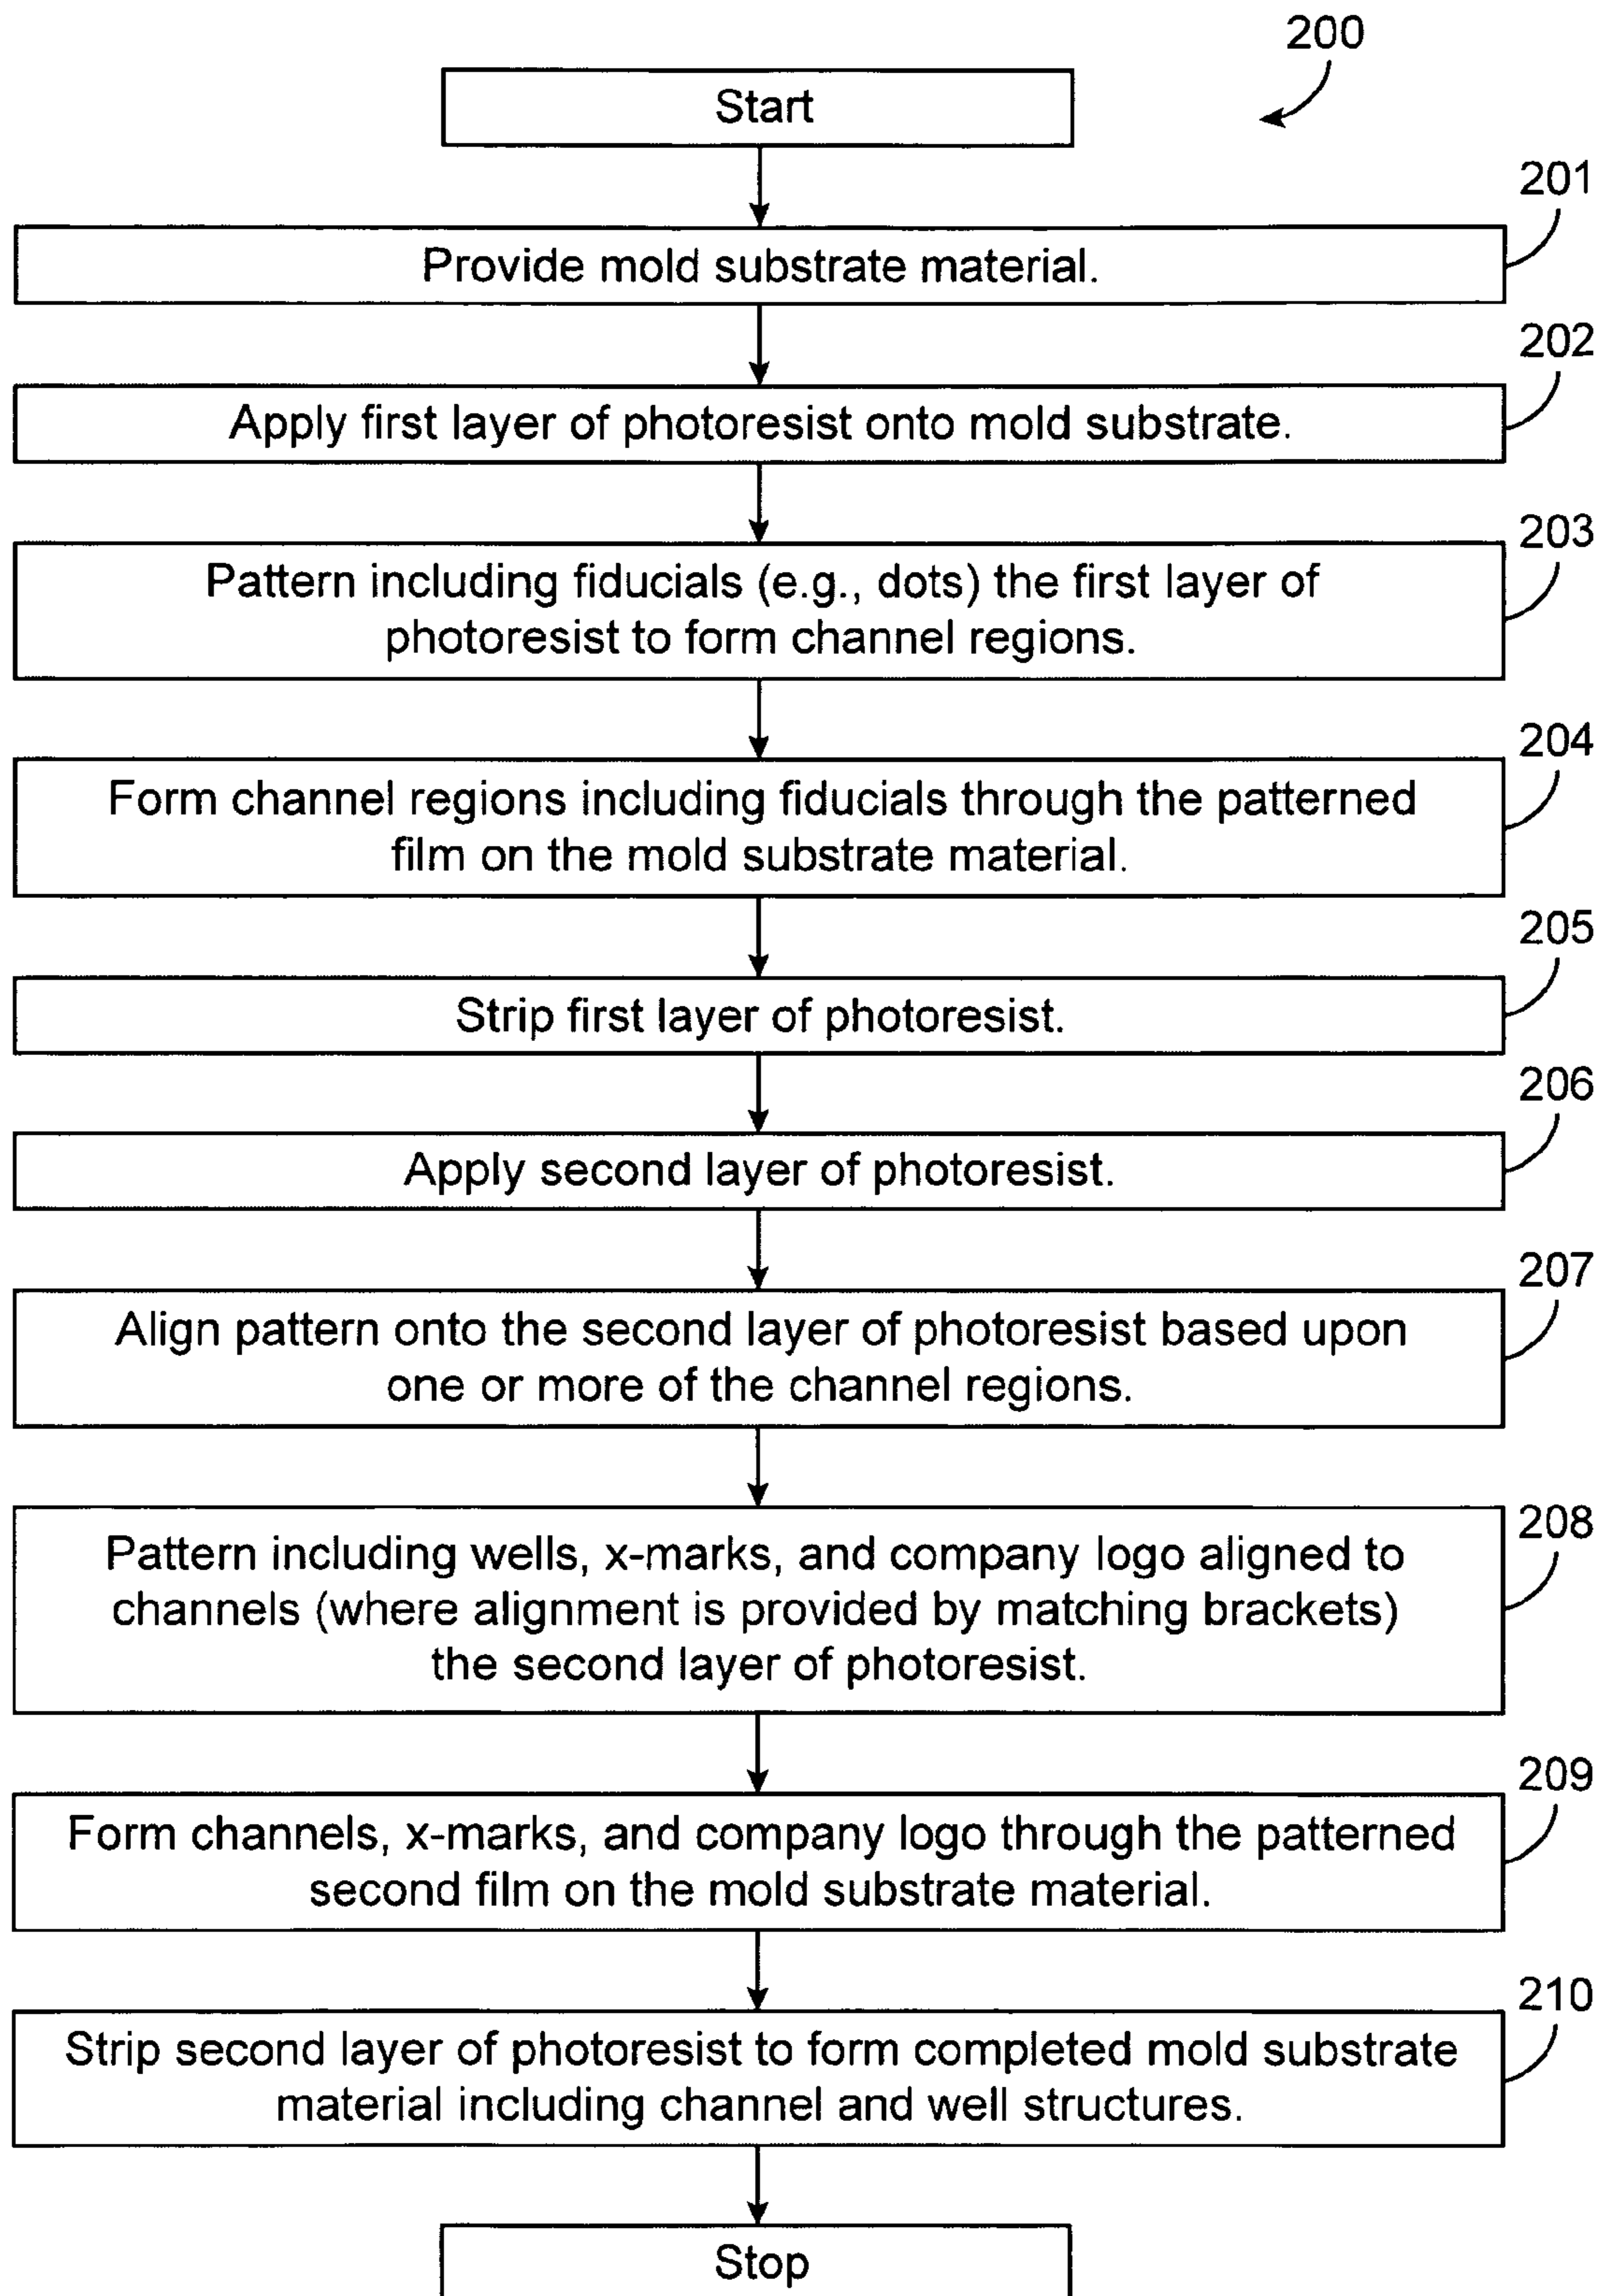 200
Start
201
Provide mold substrate material.
202
Apply first layer of photoresist onto mold substrate.
203
Pattern including fiducials (e.g., dots) the first layer of
photoresist to form channel regions.
204
Form channel regions including fiducials through the patterned
film on the mold substrate material.
205
Strip first layer of photoresist.
206
Apply second layer of photoresist.
207
Align pattern onto the second layer of photoresist based upon
one or more of the channel regions.
208
Pattern including wells, x-marks, and company logo aligned to
channels (where alignment is provided by matching brackets)
the second layer of photoresist.
209
Form channels, x-marks, and company logo through the patterned
second film on the mold substrate material.
210
Strip second layer of photoresist to form completed mold substrate
material including channel and well structures.
Stop